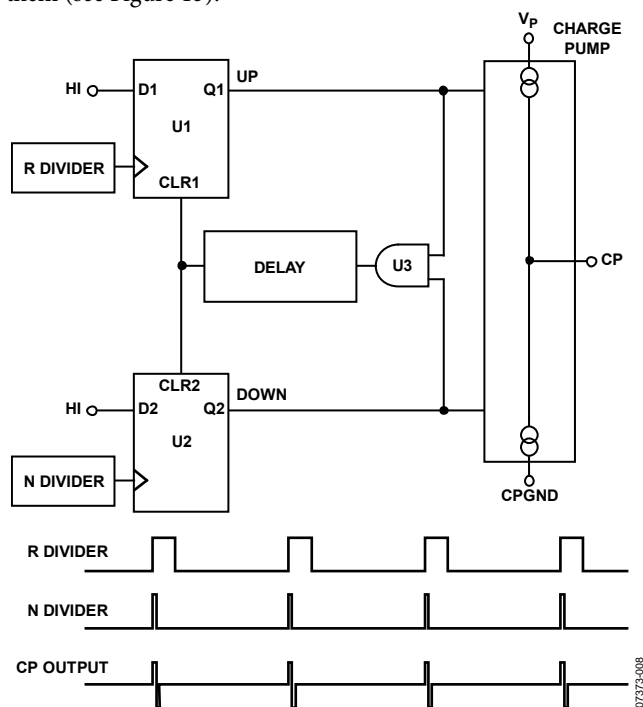 them (see Figure 15).
VP
CHARGE
PUMP
UP
HI
D1
Q1
U1
R DIVIDER
CLR1
DELAY
U3
CP
CLR2
DOWN
HI
D2
Q2
U2
N DIVIDER
CPGND
R DIVIDER
N DIVIDER
CP OUTPUT
07373-008